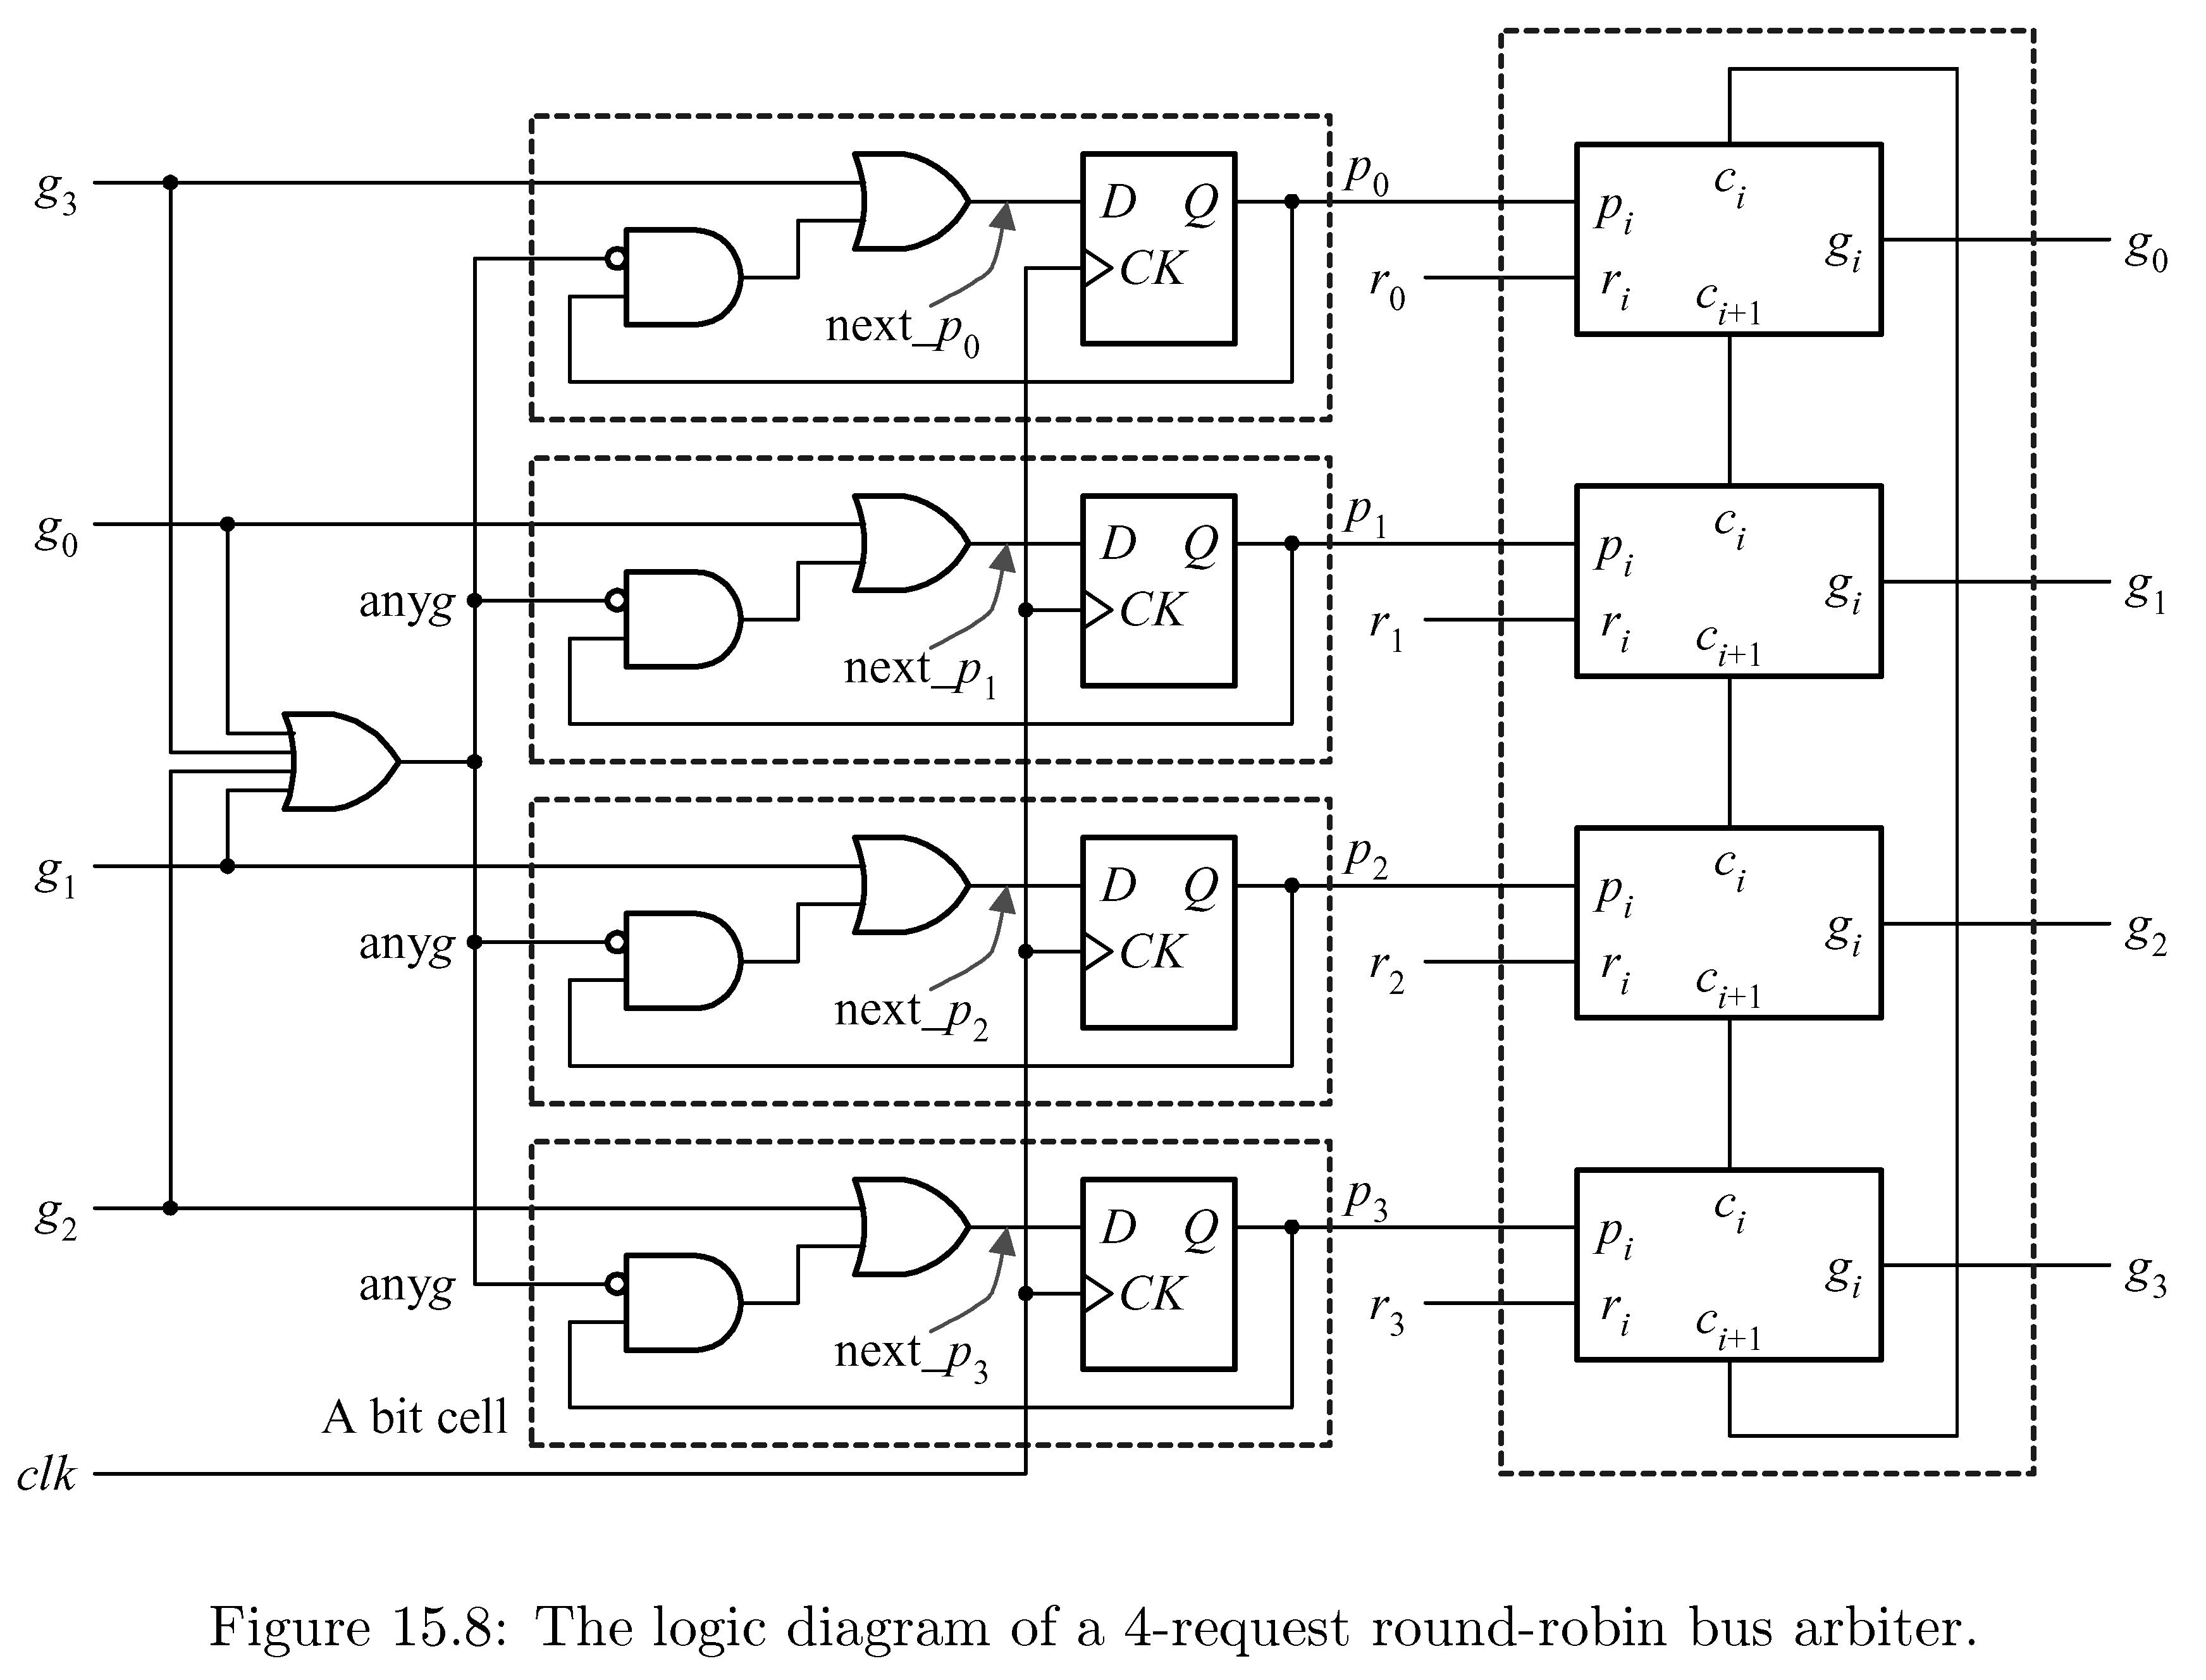 g3
D Q
CK
next_p0
p0
r0
pi
ri
ci
ci+1
gi
g0
g0
anyg
D Q
CK
next_p1
p1
r1
pi
ri
ci
ci+1
gi
g1
g1
anyg
D Q
CK
next_p2
p2
r2
pi
ri
ci
ci+1
gi
g2
g2
anyg
D Q
CK
next_p3
p3
r3
pi
ri
ci
ci+1
gi
g3
A bit cell
clk
Figure 15.8: The logic diagram of a 4-request round-robin bus arbiter.